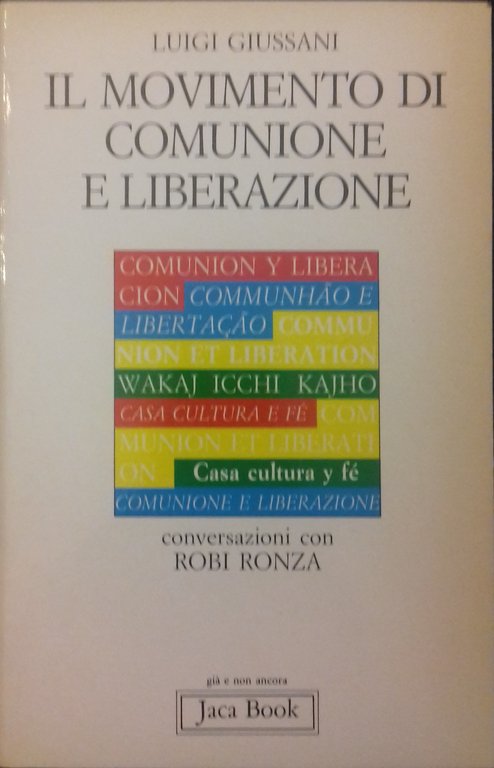 LUIGI GIUSSANI
IL MOVIMENTO DI
COMUNIONE
E LIBERAZIONE
COMUNION Y LIBERA
CION COMMUNHÃO E
LIBERTAÇÃO COMMU
NION ET LIBERATION
WAKAJ ICCHI KAJHO
CASA CULTURA E FÉ COM
MUNION ET LIBERATI
ON Casa cultura y fé
COMUNIONE E LIBERAZIONE
conversazioni con
ROBI RONZA
già e non ancora
Jaca Book